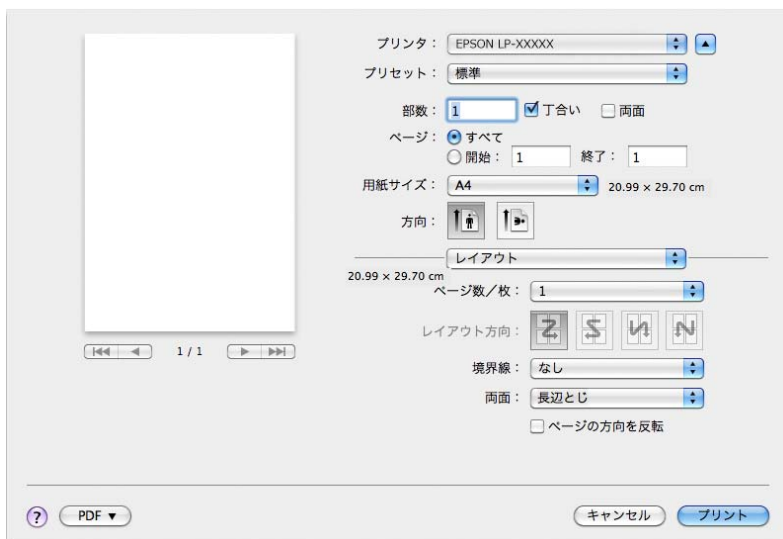 プリンタ： EPSON LP-XXXXX
プリセット： 標準
部数： 1 丁合い 両面
ページ： すべて
開始： 1 終了： 1
用紙サイズ： A4 20.99 × 29.70 cm
方向：
レイアウト
20.99 × 29.70 cm
ページ数／枚： 1
レイアウト方向：
境界線： なし
両面： 長辺とじ
ページの方向を反転
1 / 1
? PDF ▼ キャンセル プリント